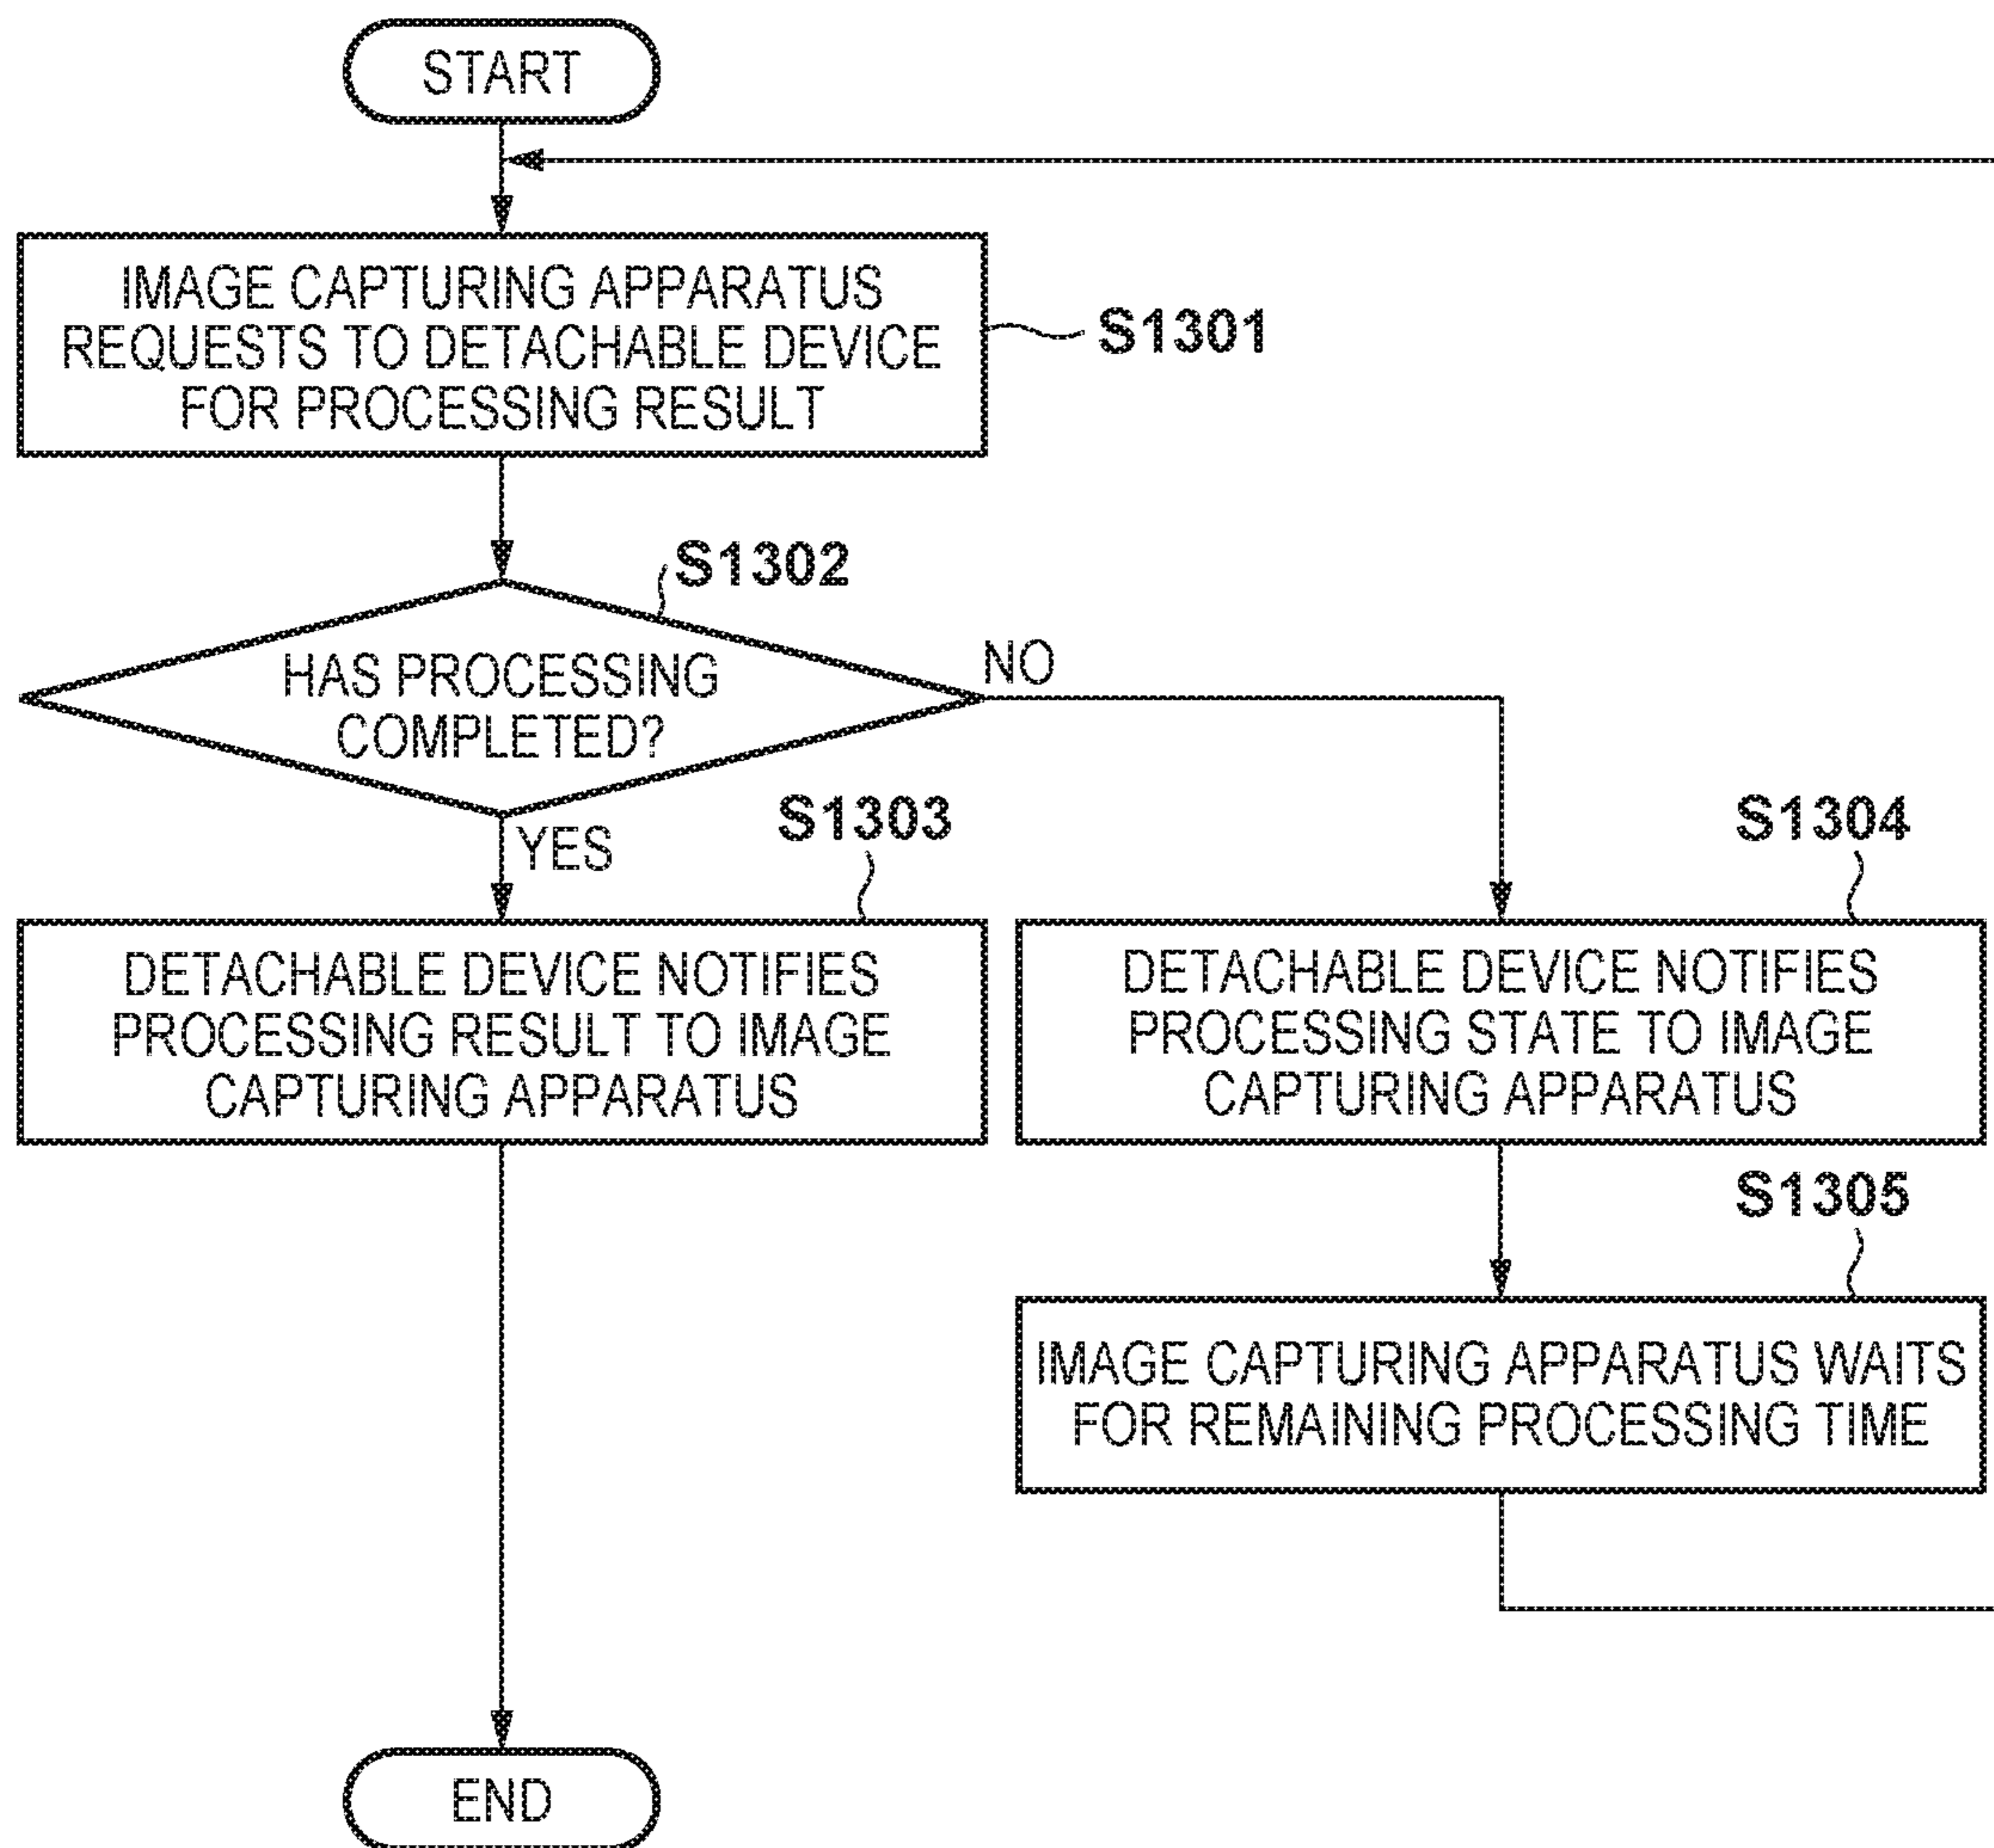 START
IMAGE CAPTURING APPARATUS
REQUESTS TO DETACHABLE DEVICE
FOR PROCESSING RESULT
S1301
S1302
HAS PROCESSING
COMPLETED?
NO
YES
S1303
DETACHABLE DEVICE NOTIFIES
PROCESSING RESULT TO IMAGE
CAPTURING APPARATUS
S1304
DETACHABLE DEVICE NOTIFIES
PROCESSING STATE TO IMAGE
CAPTURING APPARATUS
S1305
IMAGE CAPTURING APPARATUS WAITS
FOR REMAINING PROCESSING TIME
END